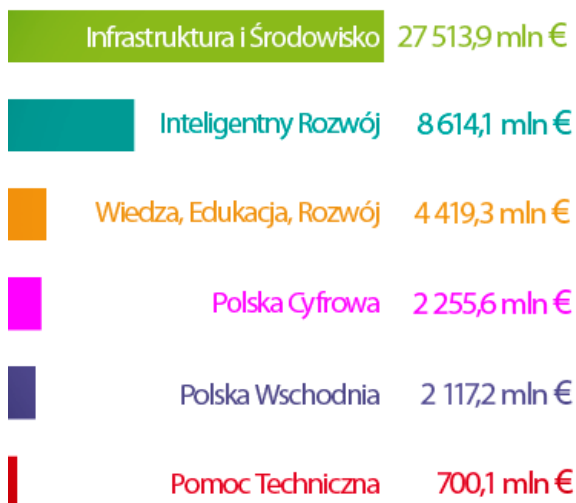 Infrastruktura i Środowisko 27 513,9 mln €
Inteligentny Rozwój 8 614,1 mln €
Wiedza, Edukacja, Rozwój 4 419,3 mln €
Polska Cyfrowa 2 255,6 mln €
Polska Wschodnia 2 117,2 mln €
Pomoc Techniczna 700,1 mln €